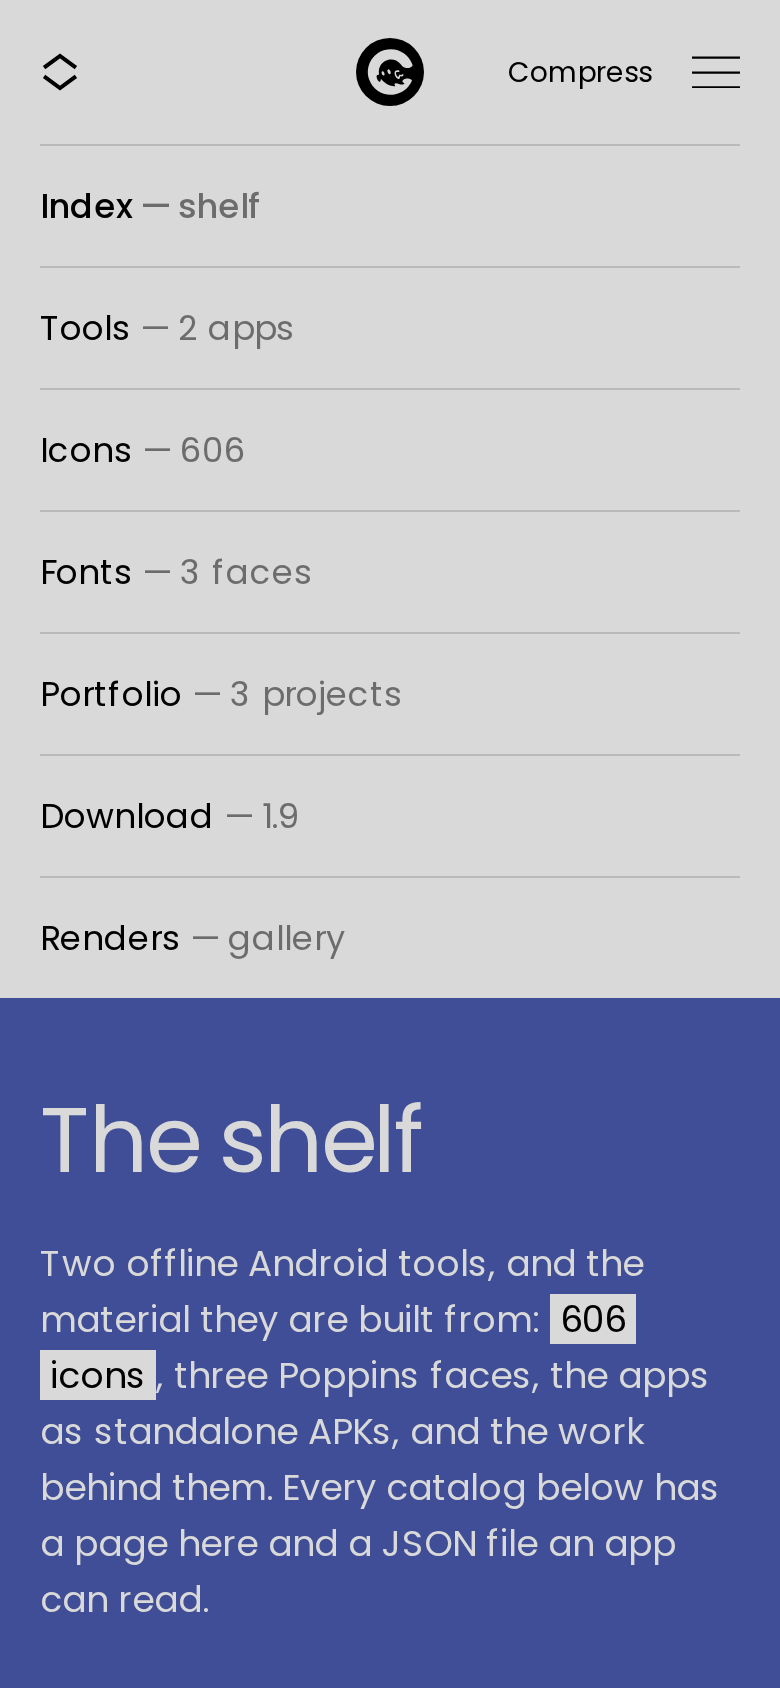 Compress
Index — shelf
Tools — 2 apps
Icons — 606
Fonts — 3 faces
Portfolio — 3 projects
Download — 1.9
Renders — gallery
The shelf
Two offline Android tools, and the
material they are built from: 606
icons, three Poppins faces, the apps
as standalone APKs, and the work
behind them. Every catalog below has
a page here and a JSON file an app
can read.